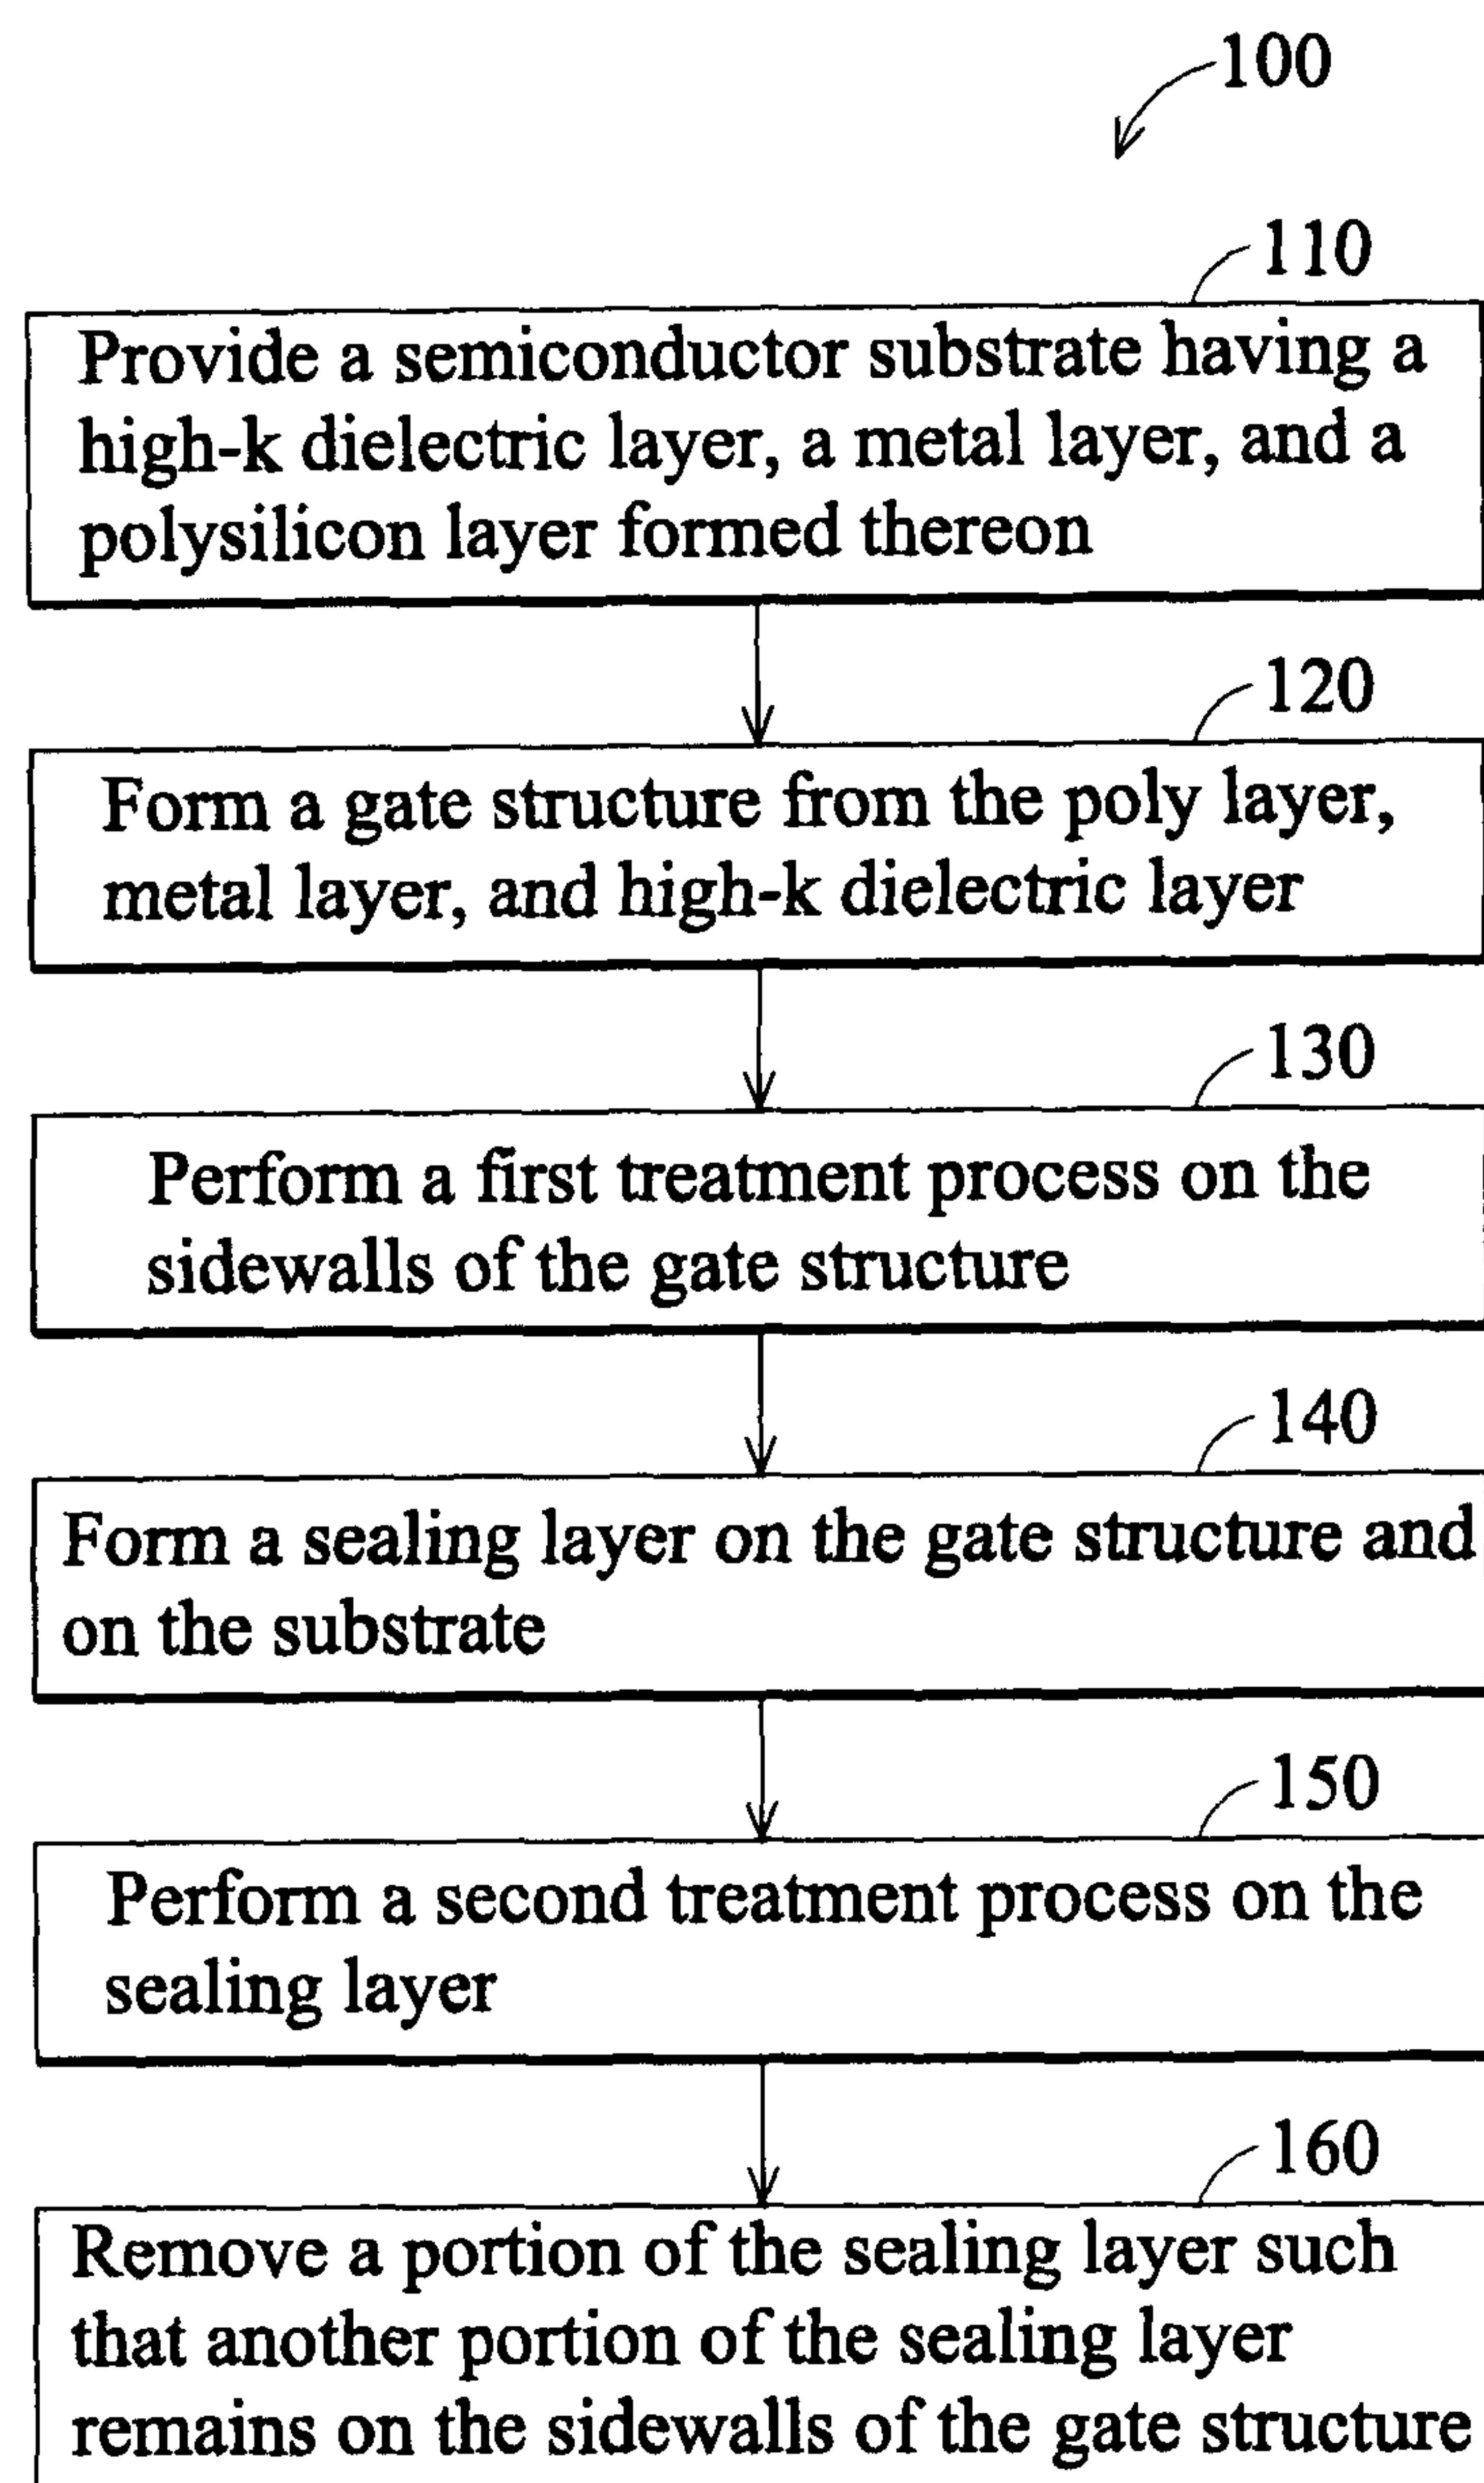 100
110
Provide a semiconductor substrate having a
high-k dielectric layer, a metal layer, and a
polysilicon layer formed thereon
120
Form a gate structure from the poly layer,
metal layer, and high-k dielectric layer
130
Perform a first treatment process on the
sidewalls of the gate structure
140
Form a sealing layer on the gate structure and
on the substrate
150
Perform a second treatment process on the
sealing layer
160
Remove a portion of the sealing layer such
that another portion of the sealing layer
remains on the sidewalls of the gate structure